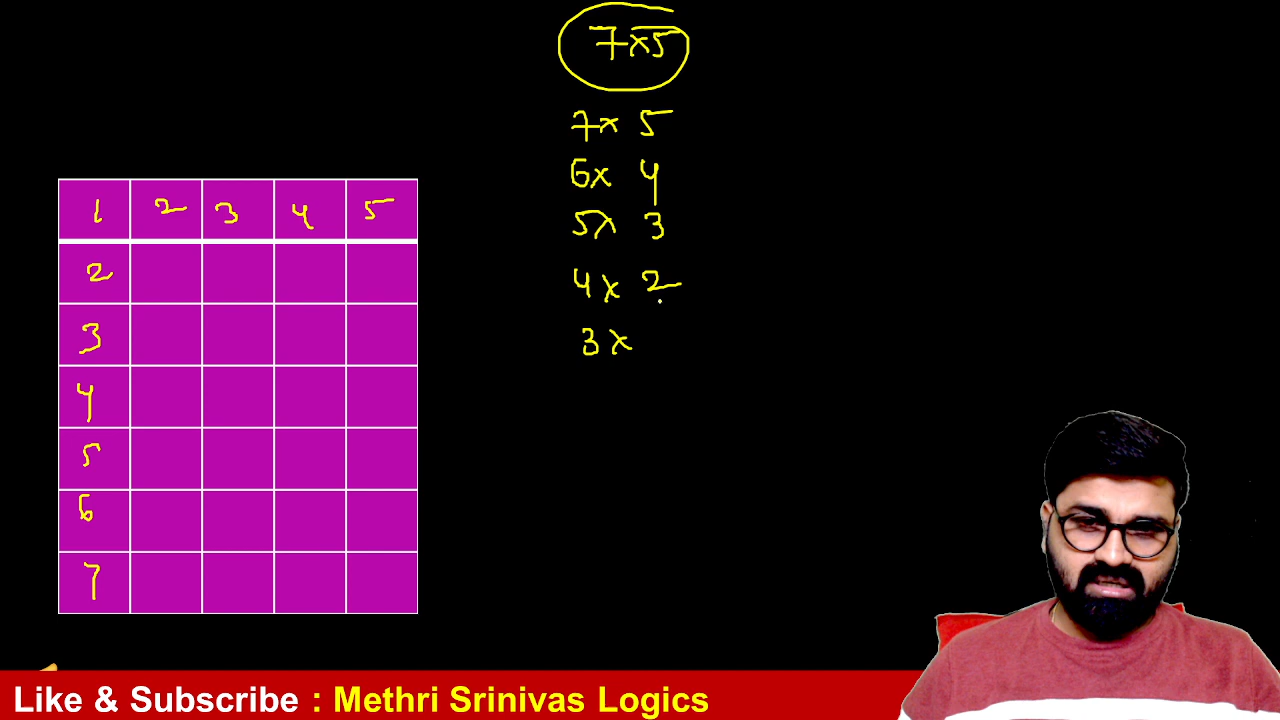 7x5
7x 5
6x 4
5x 3
4x 2
3x
1 2 3 4 5
2
3
4
5
6
7
Like & Subscribe : Methri Srinivas Logics